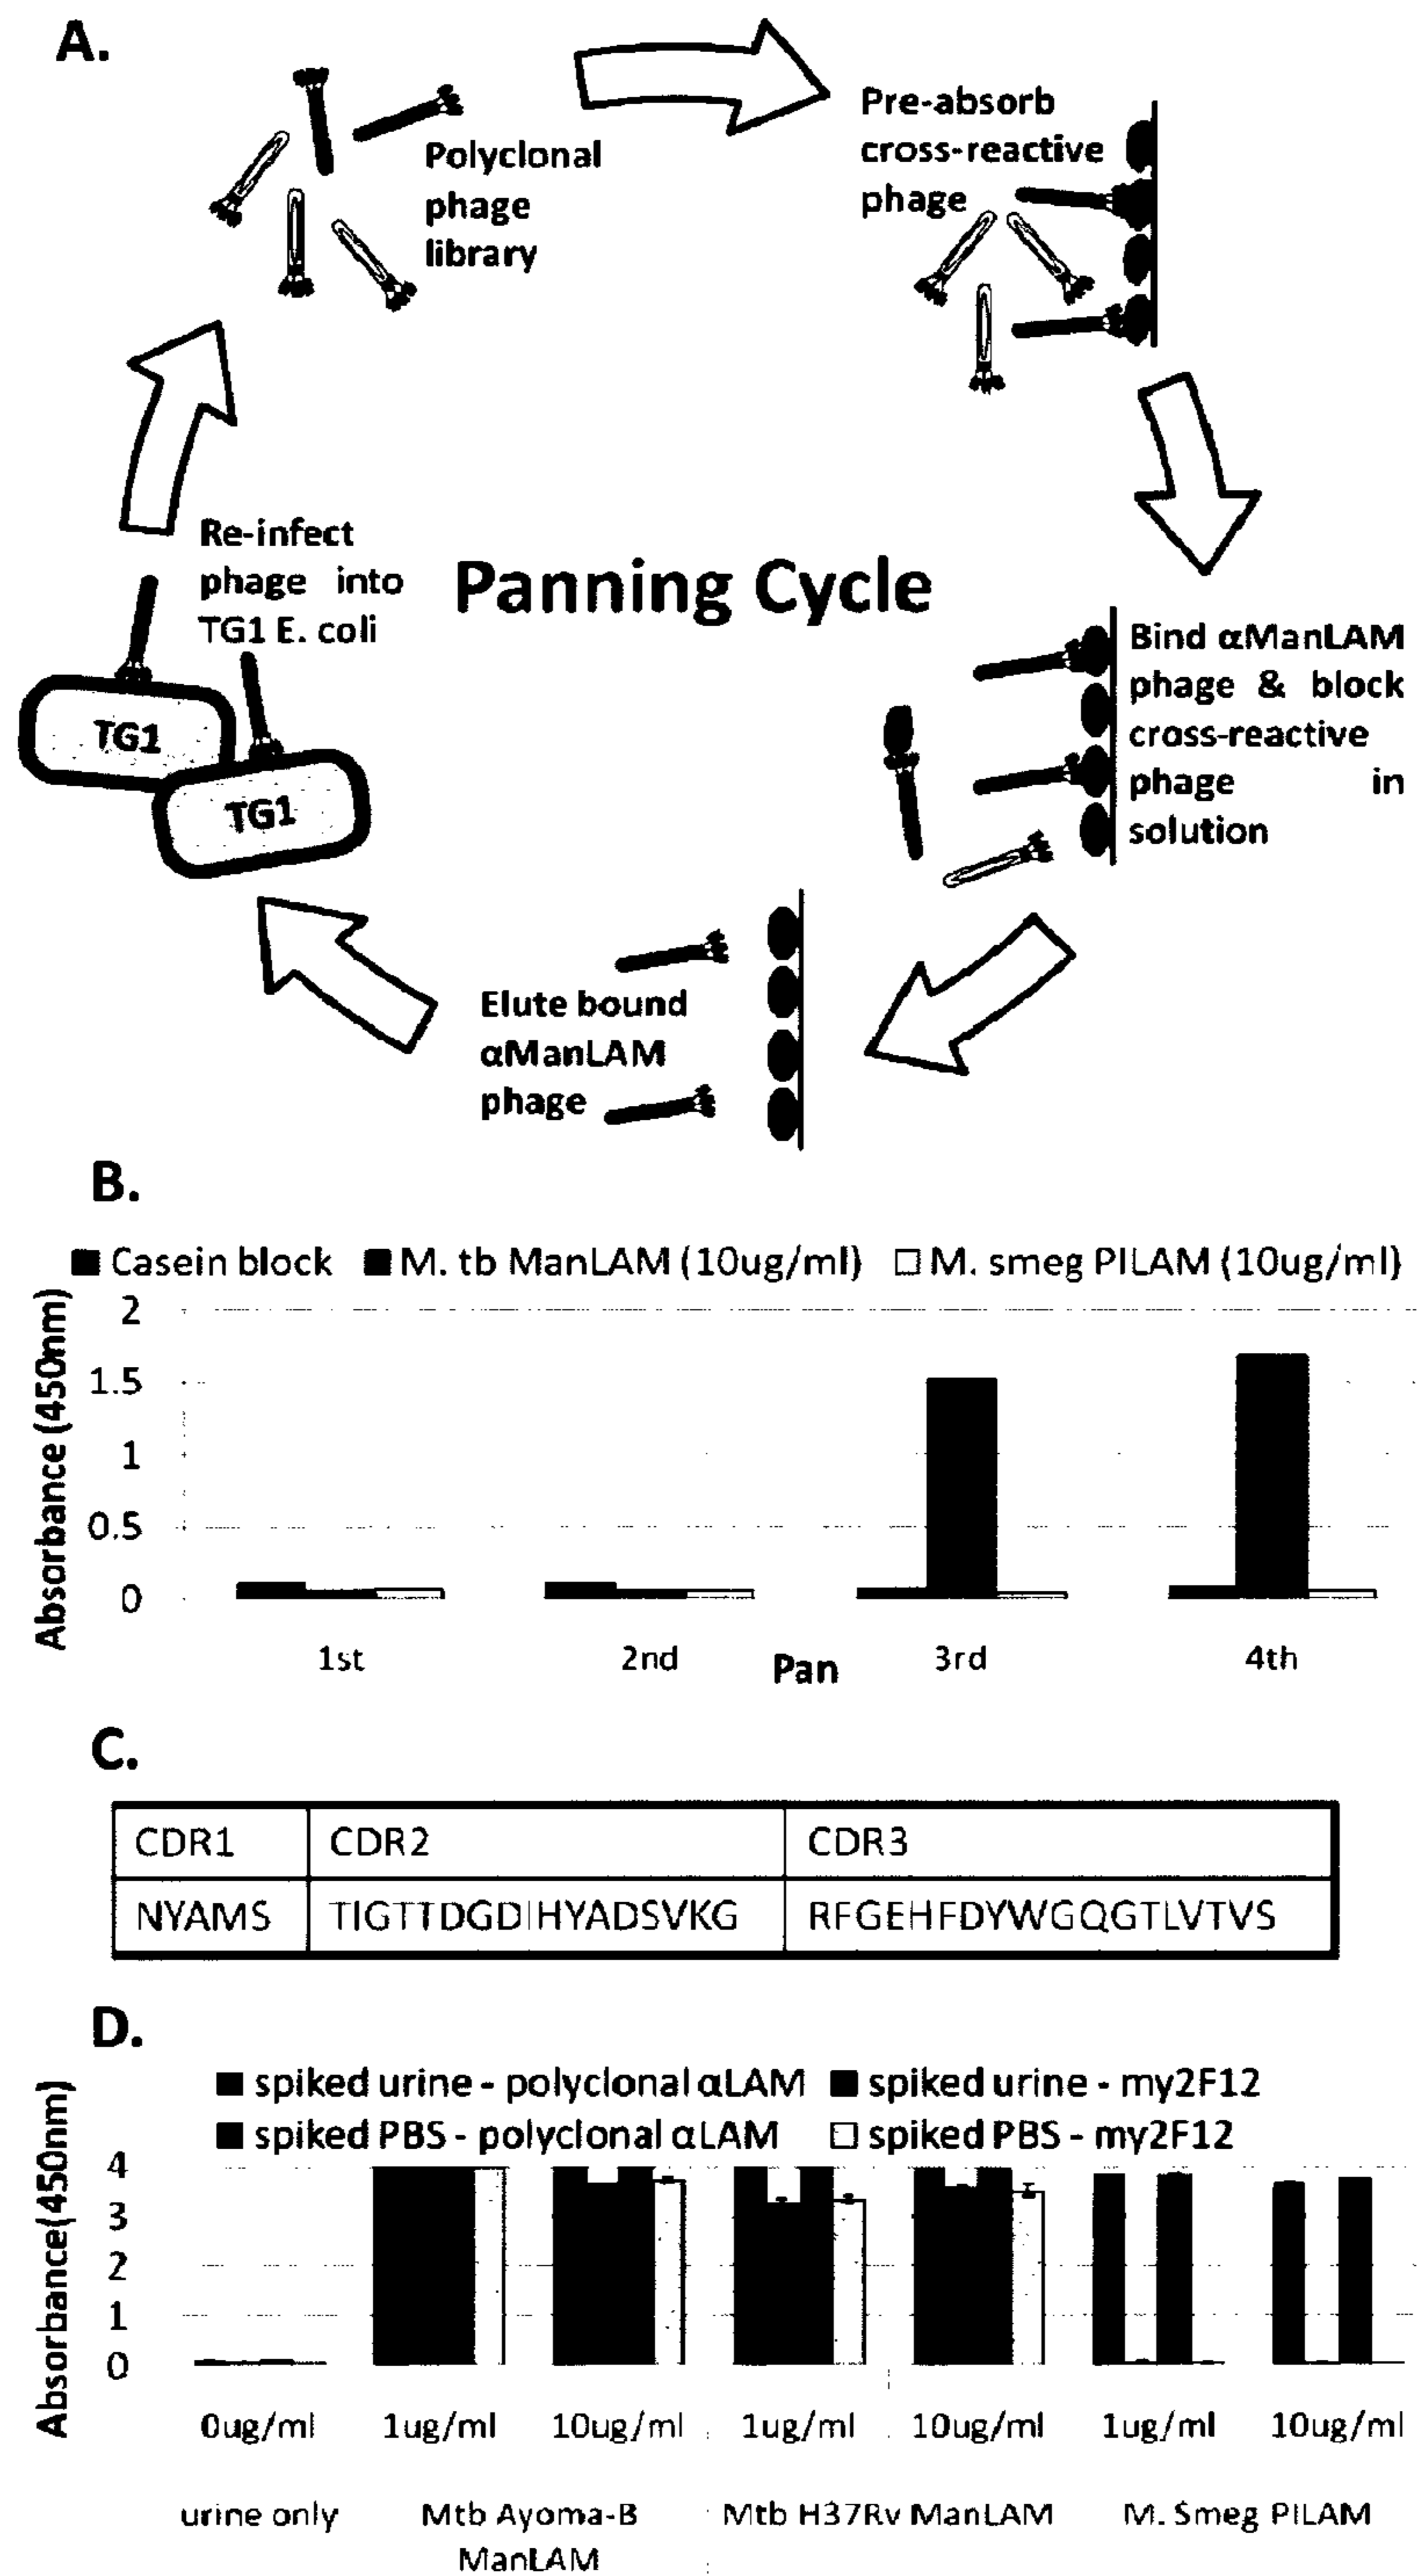 A.
Polyclonal
phage
library
Pre-absorb
cross-reactive
phage
Re-infect
phage into
TG1 E. coli
Panning Cycle
TG1
TG1
Bind αManLAM
phage & block
cross-reactive
phage in
solution
Elute bound
αManLAM
phage
B.
Casein block M. tb ManLAM (10ug/ml) M. smeg PILAM (10ug/ml)
Absorbance (450nm)
2
1.5
1
0.5
0
1st 2nd 3rd 4th
Pan
C.
CDR1 CDR2 CDR3
NYAMS TIGTTDGDIHYADSVKG RFGEHFDYWGQGTLVTVS
D.
spiked urine - polyclonal αLAM spiked urine - my2F12
spiked PBS - polyclonal αLAM spiked PBS - my2F12
Absorbance(450nm)
4
3
2
1
0
0ug/ml 1ug/ml 10ug/ml 1ug/ml 10ug/ml 1ug/ml 10ug/ml
urine only Mtb Ayoma-B Mtb H37Rv ManLAM M. Smeg PILAM
ManLAM